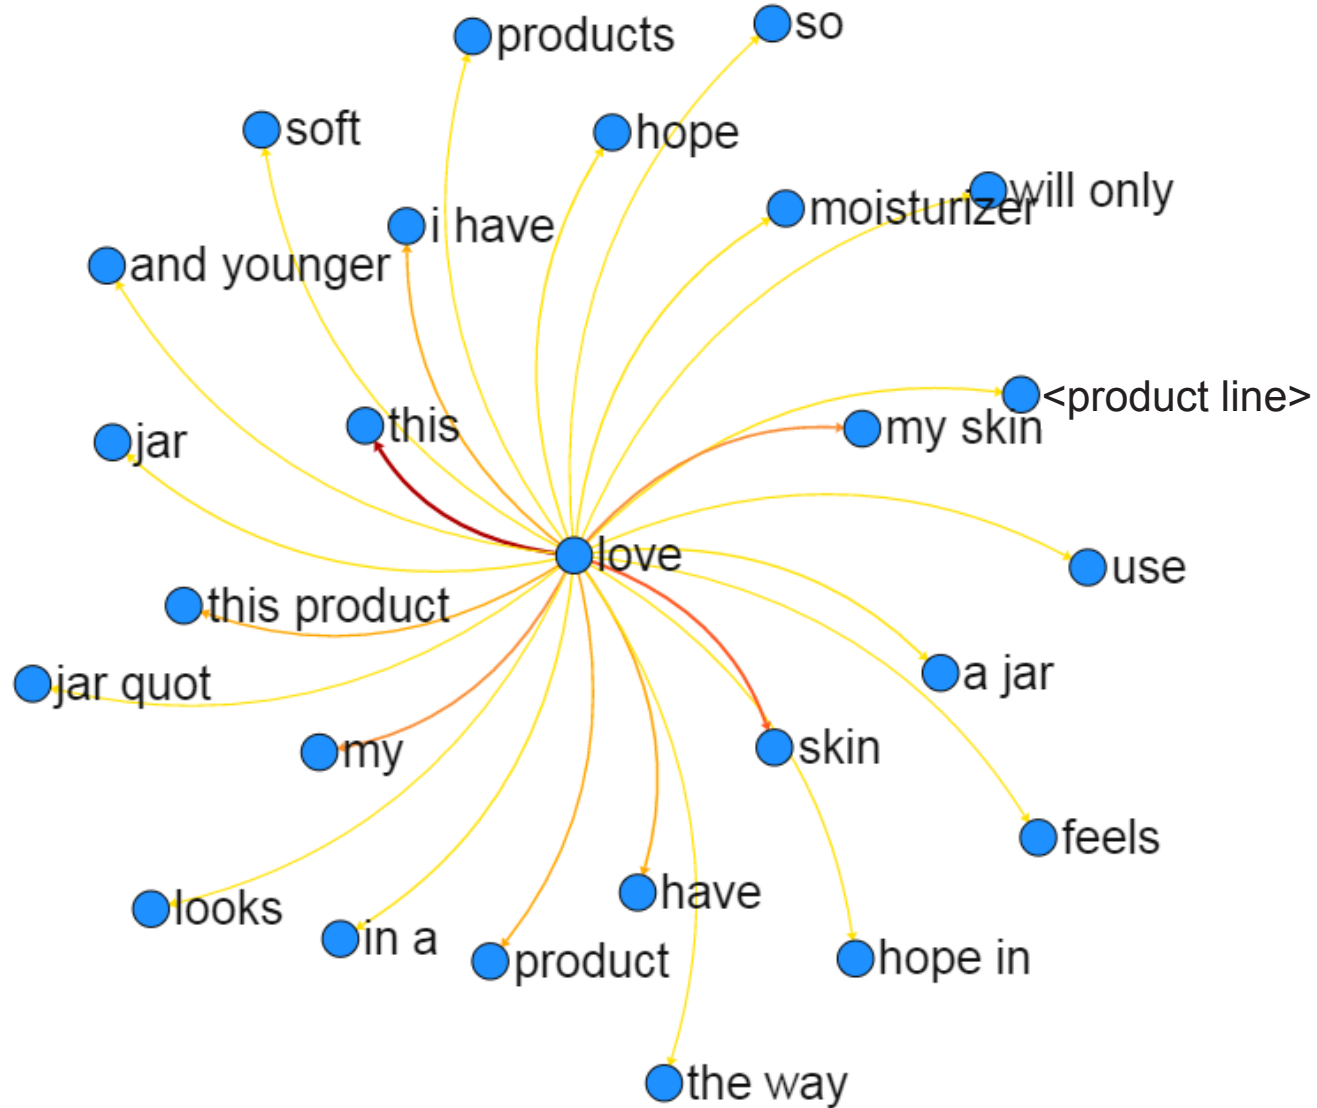 products
so
soft
hope
will only
moisturizer
i have
and younger
<product line>
my skin
this
jar
love
use
this product
a jar
jar quot
skin
my
feels
have
looks
in a
product
hope in
the way